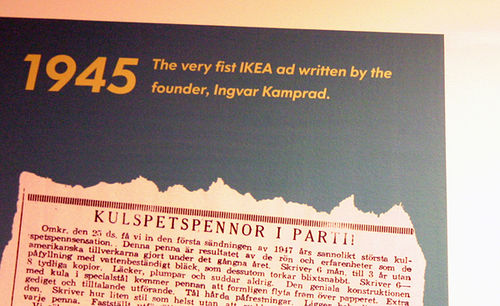 1945
The very fist IKEA ad written by the
founder, Ingvar Kamprad.
KULSPETSPENNOR I PARTI!
Omkr. den 25 ds. få vi in den första sändningen av 1947 års sannolikt största kul-
spetspennsensation. Denna penna är resultatet av de rön och erfarenheter som de
amerikanska tillverkarna gjort under det gångna året. Skriver 6 mån. till 3 år utan
påfyllning med vattenbeständigt bläck, som dessutom torkar blixtsnabbt. Skriver 6—
8 tydliga kopior. Läcker, plumpar och suddar aldrig. Den geniala konstruktionen
med kula i specialstål kommer pennan att formligen flyta fram över papperet. Extra
gediget och tilltalande utförande. Tål hårda påfrestningar.
den. Skriver hur liten stil som helst utan
varje penna.